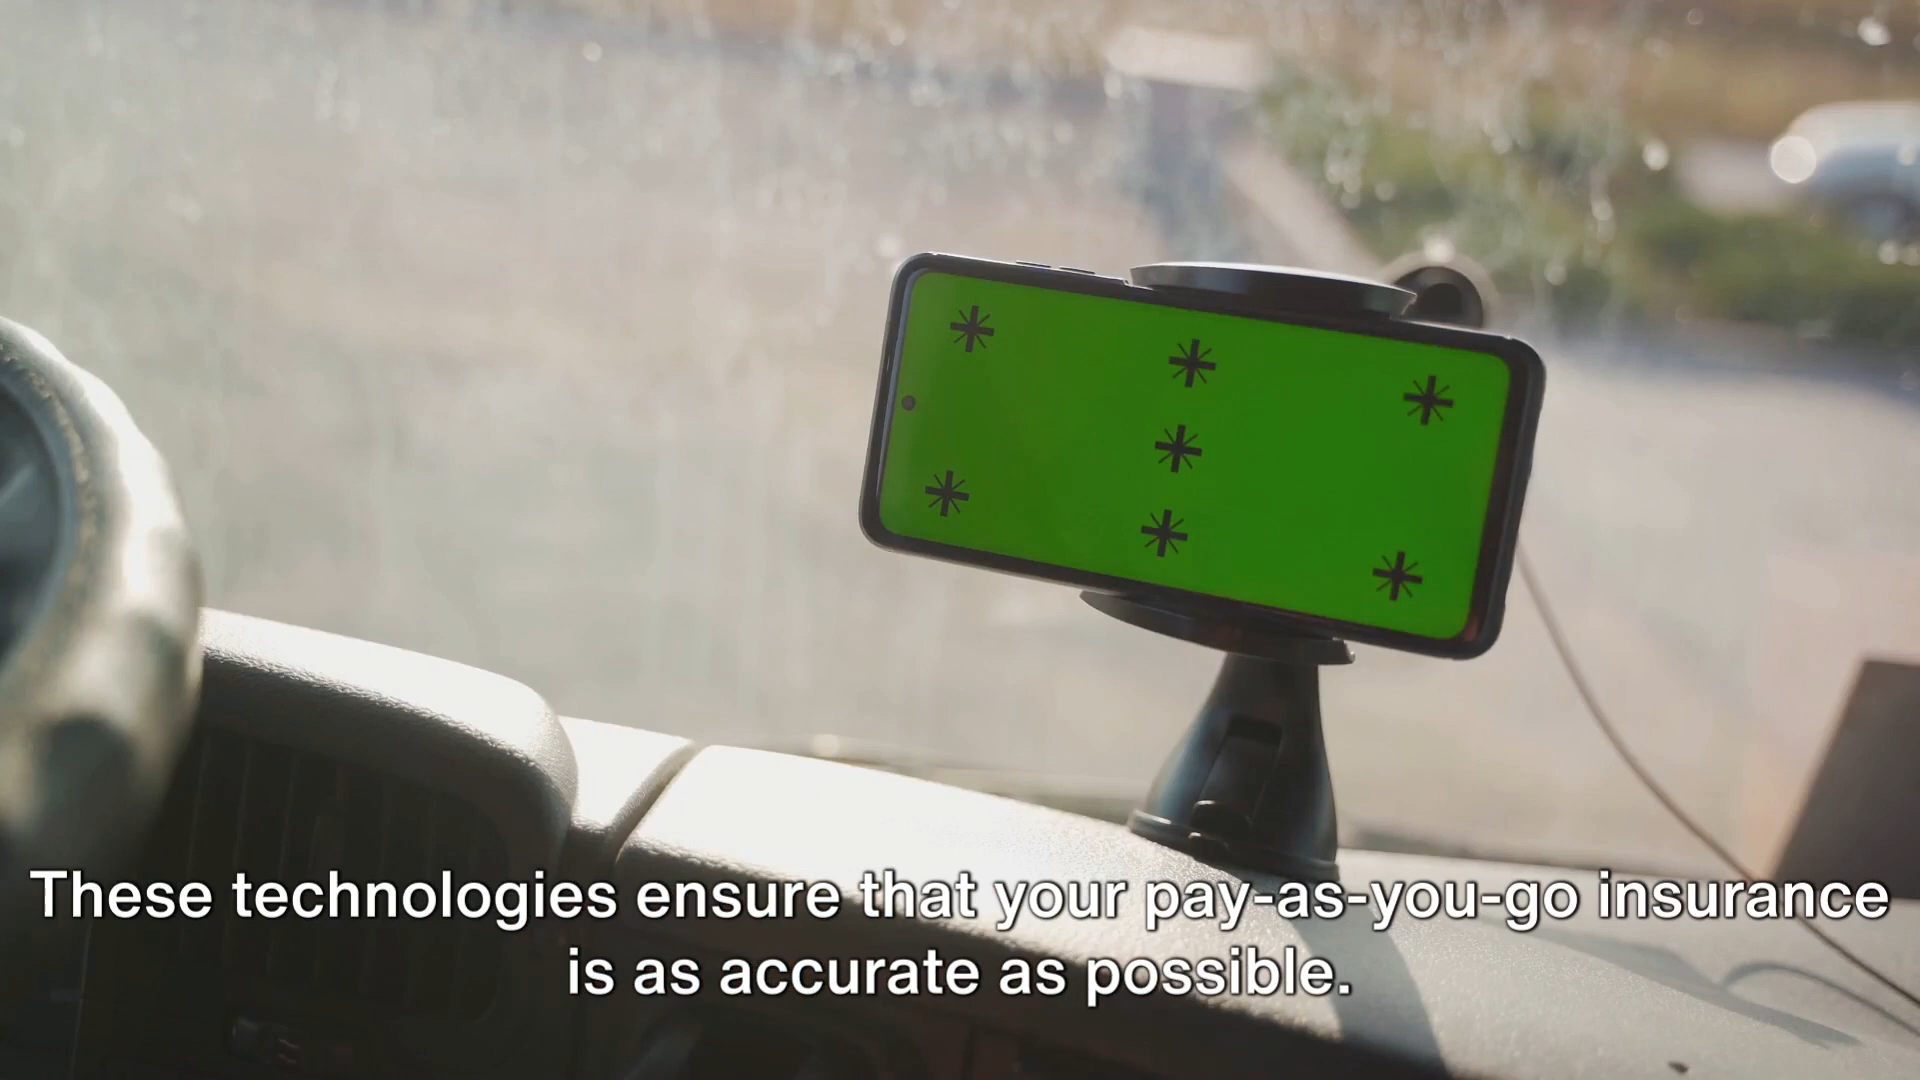 These technologies ensure that your pay-as-you-go insurance
is as accurate as possible.